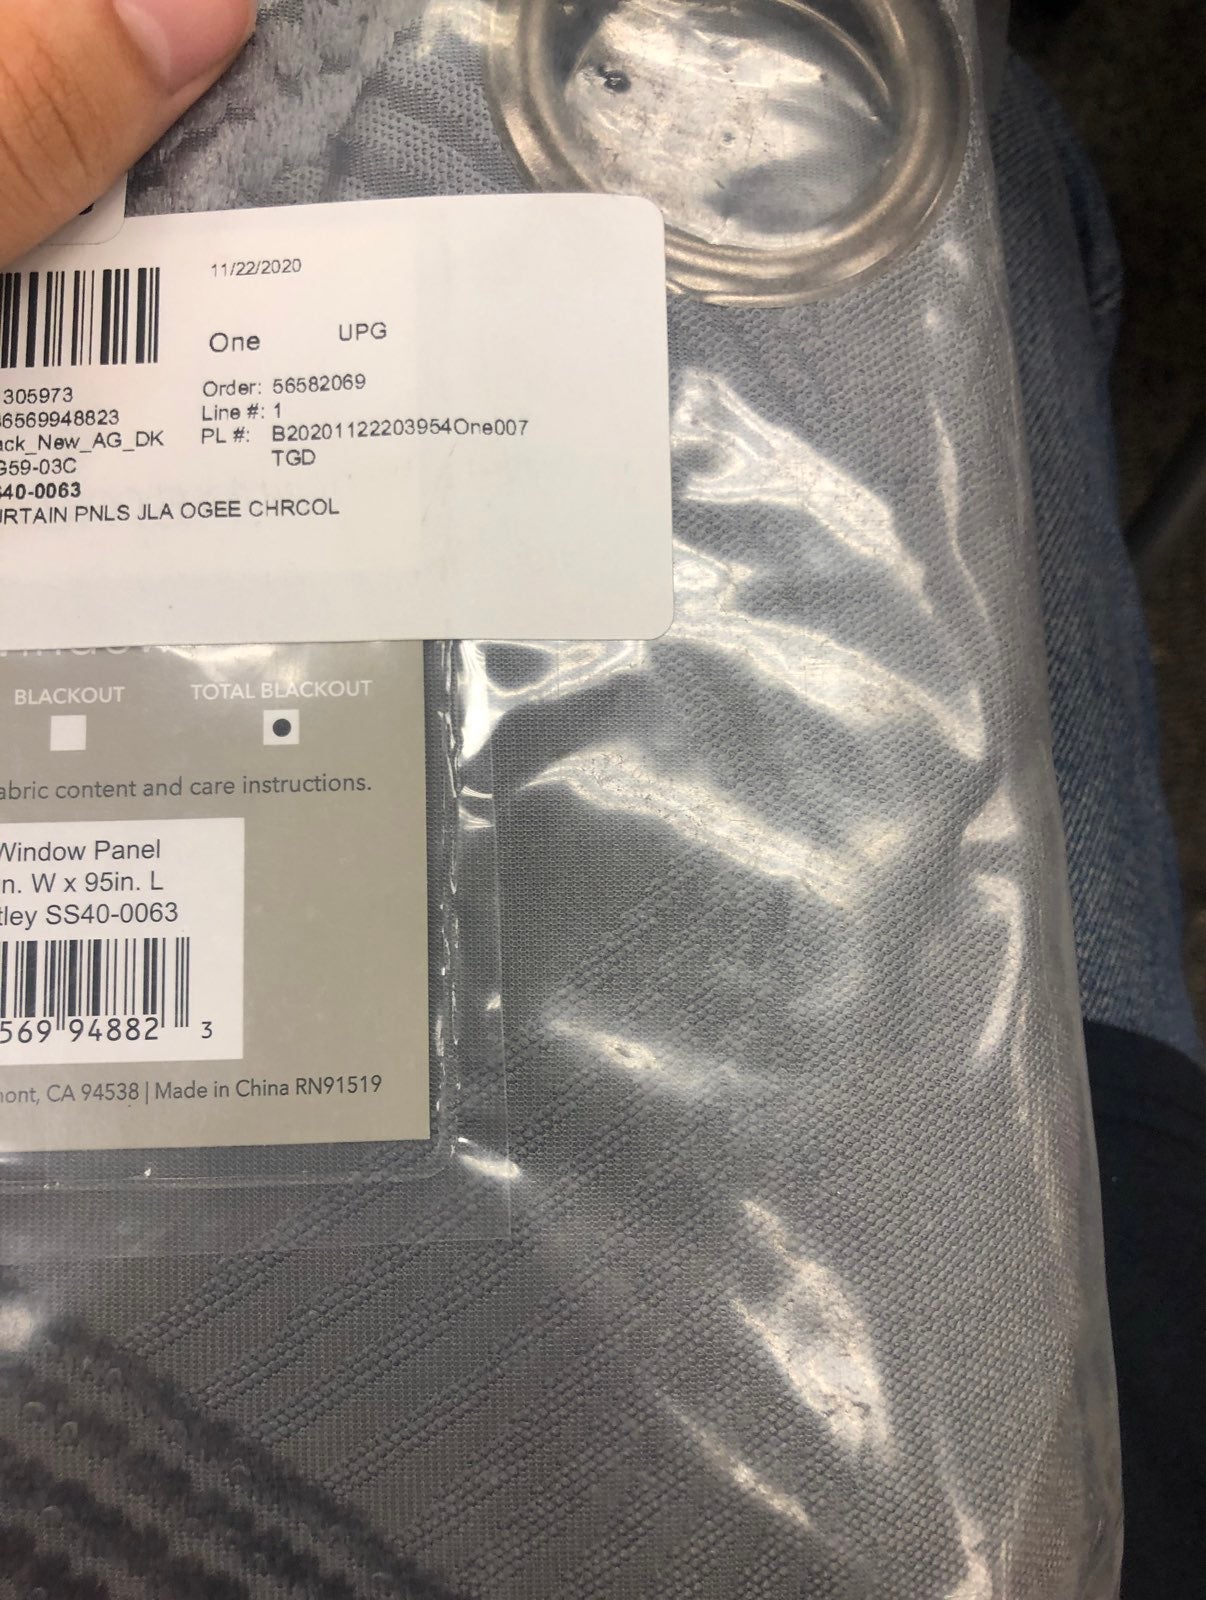 11/22/2020
One UPG
305973
6569948823
ack_New_AG_DK
G59-03C
S40-0063
URTAIN PNLS JLA OGEE CHRCOL
Order: 56582069
Line #: 1
PL #: B20201122203954One007
TGD
BLACKOUT TOTAL BLACKOUT
abric content and care instructions.
Window Panel
n. W x 95in. L
tley SS40-0063
569 94882 3
mont, CA 94538 | Made in China RN91519